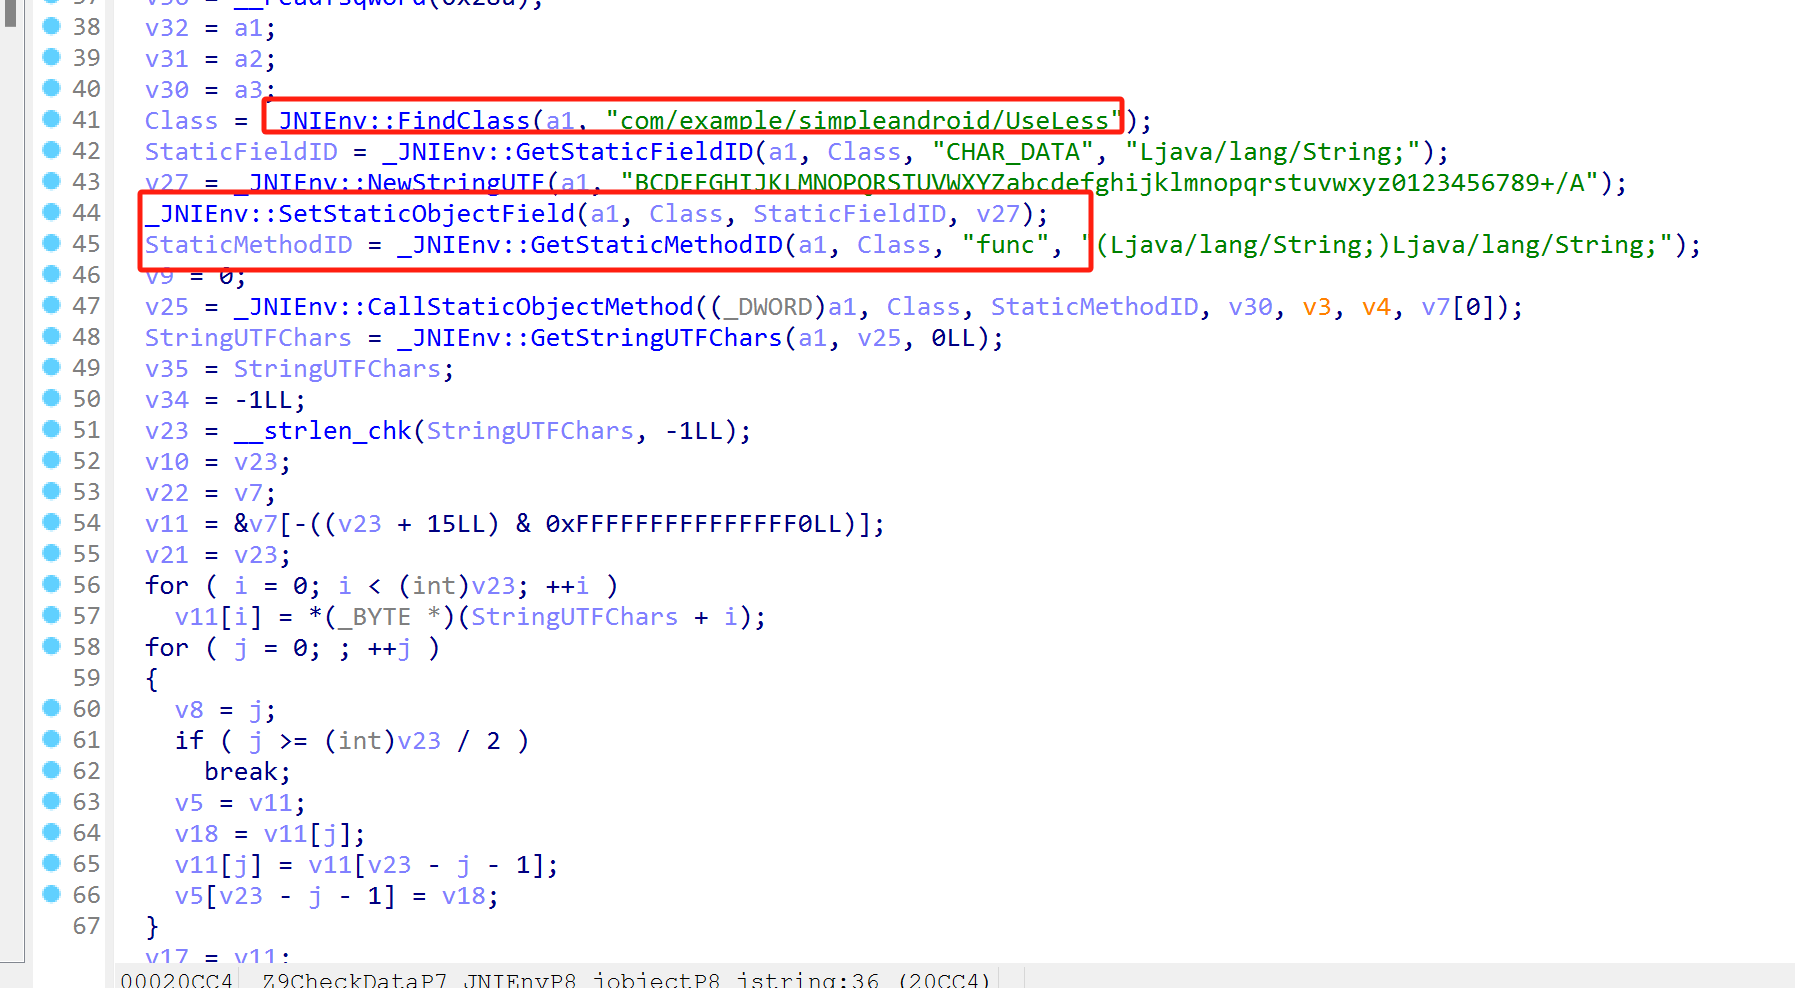 37 v36 = __readfsqword(0x28u);
38 v32 = a1;
39 v31 = a2;
40 v30 = a3;
41 Class = _JNIEnv::FindClass(a1, "com/example/simpleandroid/UseLess");
42 StaticFieldID = _JNIEnv::GetStaticFieldID(a1, Class, "CHAR_DATA", "Ljava/lang/String;");
43 v27 = _JNIEnv::NewStringUTF(a1, "BCDEFGHIJKLMNOPQRSTUVWXYZabcdefghijklmnopqrstuvwxyz0123456789+/A");
44 _JNIEnv::SetStaticObjectField(a1, Class, StaticFieldID, v27);
45 StaticMethodID = _JNIEnv::GetStaticMethodID(a1, Class, "func", "(Ljava/lang/String;)Ljava/lang/String;");
46 v9 = 0;
47 v25 = _JNIEnv::CallStaticObjectMethod((_DWORD)a1, Class, StaticMethodID, v30, v3, v4, v7[0]);
48 StringUTFChars = _JNIEnv::GetStringUTFChars(a1, v25, 0LL);
49 v35 = StringUTFChars;
50 v34 = -1LL;
51 v23 = __strlen_chk(StringUTFChars, -1LL);
52 v10 = v23;
53 v22 = v7;
54 v11 = &v7[-((v23 + 15LL) & 0xFFFFFFFFFFFFFFF0LL)];
55 v21 = v23;
56 for ( i = 0; i < (int)v23; ++i )
57 v11[i] = *(_BYTE *)(StringUTFChars + i);
58 for ( j = 0; ; ++j )
59 {
60 v8 = j;
61 if ( j >= (int)v23 / 2 )
62 break;
63 v5 = v11;
64 v18 = v11[j];
65 v11[j] = v11[v23 - j - 1];
66 v5[v23 - j - 1] = v18;
67 }
v17 = v11;
00020CC4 _Z9CheckDataP7_JNIEnvP8_jobjectP8_jstring:36 (20CC4)